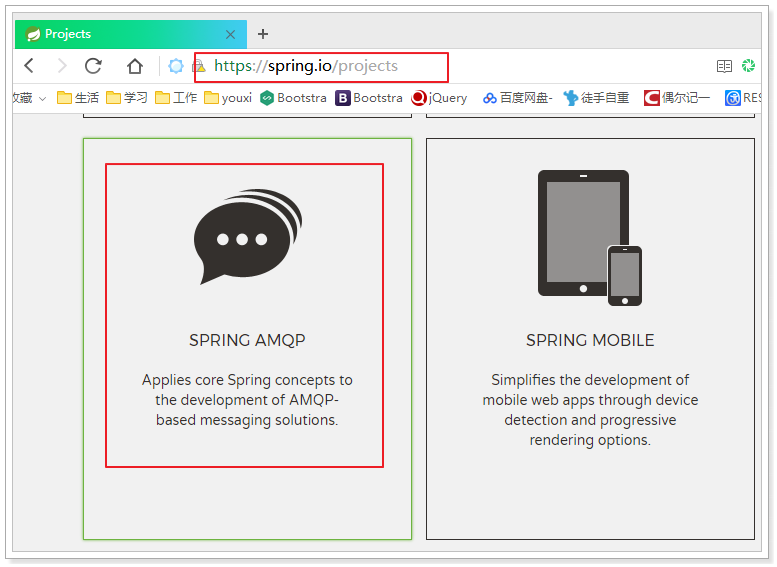 Projects
https://spring.io/projects
收藏 生活 学习 工作 youxi Bootstra Bootstra jQuery 百度网盘- 徒手自重 偶尔记一 RES
SPRING AMQP
Applies core Spring concepts to
the development of AMQP-
based messaging solutions.
SPRING MOBILE
Simplifies the development of
mobile web apps through device
detection and progressive
rendering options.